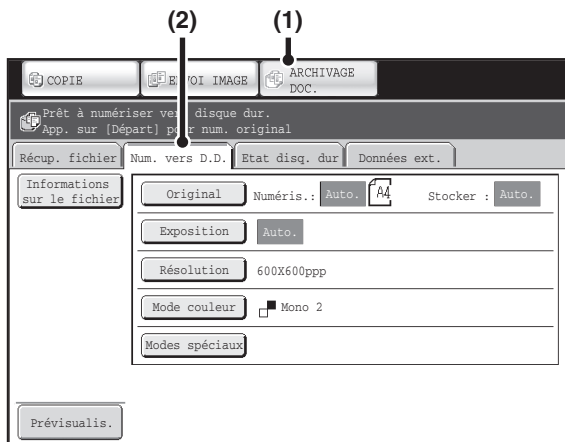 (2) (1)
COPIE ENVOI IMAGE ARCHIVAGE DOC.
Prêt à numériser vers disque dur.
App. sur [Départ] pour num. original
Récup. fichier Num. vers D.D. Etat disq. dur Données ext.
Informations sur le fichier
Original Numéris.: Auto. A4 Stocker : Auto.
Exposition Auto.
Résolution 600X600ppp
Mode couleur Mono 2
Modes spéciaux
Prévisualis.